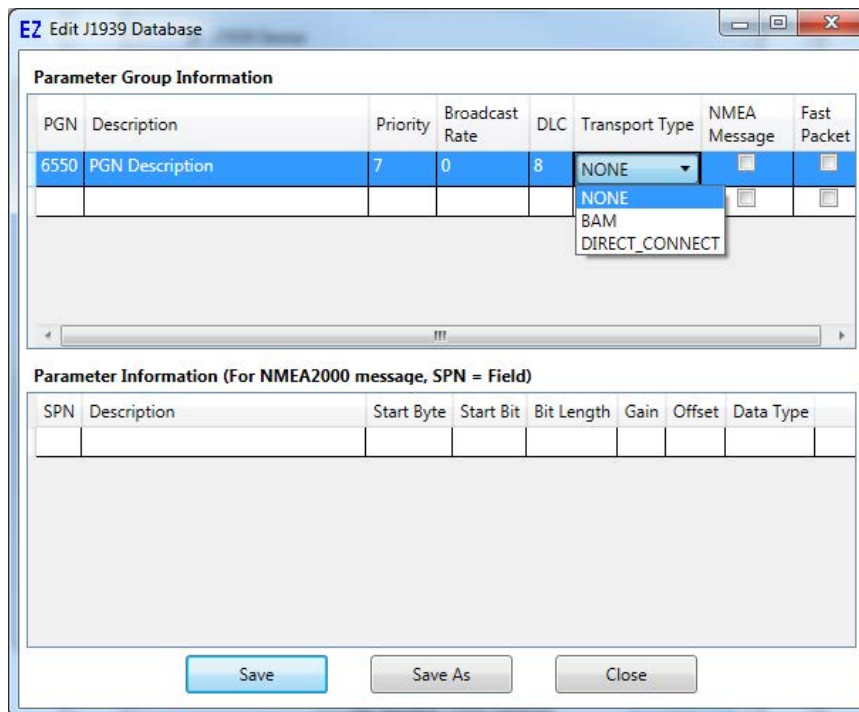 EZ Edit J1939 Database
Parameter Group Information
PGN Description Priority Broadcast Rate DLC Transport Type NMEA Message Fast Packet
6550 PGN Description 7 0 8 NONE
NONE
BAM
DIRECT_CONNECT
Parameter Information (For NMEA2000 message, SPN = Field)
SPN Description Start Byte Start Bit Bit Length Gain Offset Data Type
Save Save As Close